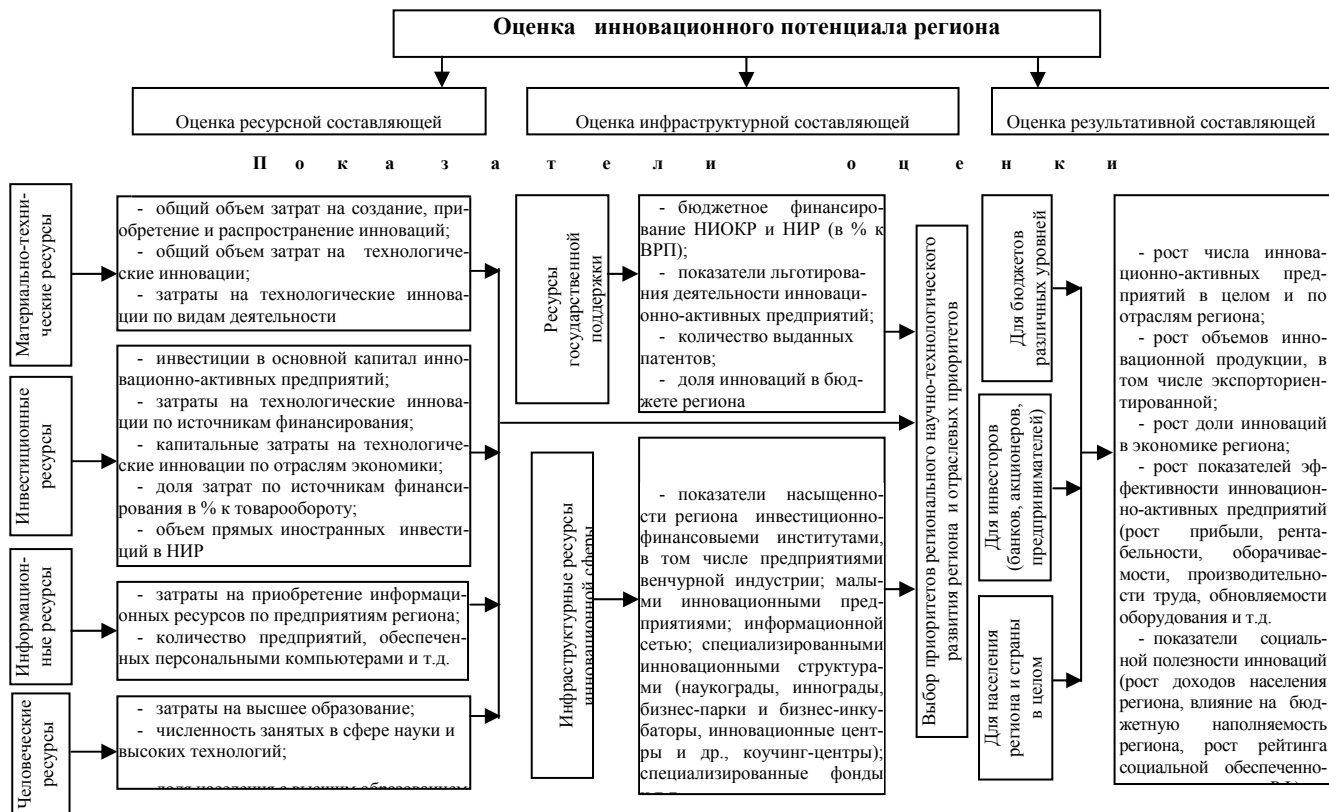 Оценка инновационного потенциала региона
Оценка ресурсной составляющей
Оценка инфраструктурной составляющей
Оценка результативной составляющей
П о к а з а т е л и о ц е н к и
Материально-техни-
ческие ресурсы
- общий объем затрат на создание, при-
обретение и распространение инноваций;
- общий объем затрат на технологиче-
ские инновации;
- затраты на технологические иннова-
ции по видам деятельности
Инвестиционные
ресурсы
- инвестиции в основной капитал инно-
вационно-активных предприятий;
- затраты на технологические иннова-
ции по источникам финансирования;
- капитальные затраты на технологиче-
ские инновации по отраслям экономики;
- доля затрат по источникам финанси-
рования в % к товарообороту;
- объем прямых иностранных инвести-
ций в НИР
Информацион-
ные ресурсы
- затраты на приобретение информаци-
онных ресурсов по предприятиям региона;
- количество предприятий, обеспечен-
ных персональными компьютерами и т.д.
Человеческие
ресурсы
- затраты на высшее образование;
- численность занятых в сфере науки и
высоких технологий;
- доля населения с высшим образованием
Ресурсы
государственной
поддержки
- бюджетное финансиро-
вание НИОКР и НИР (в % к
ВРП);
- показатели льготирова-
ния деятельности инноваци-
онно-активных предприятий;
- количество выданных
патентов;
- доля инноваций в бюд-
жете региона
Инфраструктурные ресурсы
инновационной сферы
- показатели насыщенно-
сти региона инвестиционно-
финансовыеми институтами,
в том числе предприятиями
венчурной индустрии; малы-
ми инновационными пред-
приятиями; информационной
сетью; специализированными
инновационными структура-
ми (наукограды, иннограды,
бизнес-парки и бизнес-инку-
баторы, инновационные цент-
ры и др., коучинг-центры);
специализированные фонды
Выбор приоритетов регионального научно-технологического
развития региона и отраслевых приоритетов
Для бюджетов
различных уровней
Для инвесторов
(банков, акционеров,
предпринимателей)
Для населения
региона и страны
в целом
- рост числа иннова-
ционно-активных пред-
приятий в целом и по
отраслям региона;
- рост объемов инно-
вационной продукции, в
том числе экспорториен-
тированной;
- рост доли инноваций
в экономике региона;
- рост показателей эф-
фективности инновацион-
но-активных предприятий
(рост прибыли, рента-
бельности, оборачивае-
мости, производительно-
сти труда, обновляемости
оборудования и т.д.
- показатели социаль-
ной полезности инноваций
(рост доходов населения
региона, влияние на бюд-
жетную наполняемость
региона, рост рейтинга
социальной обеспеченно-